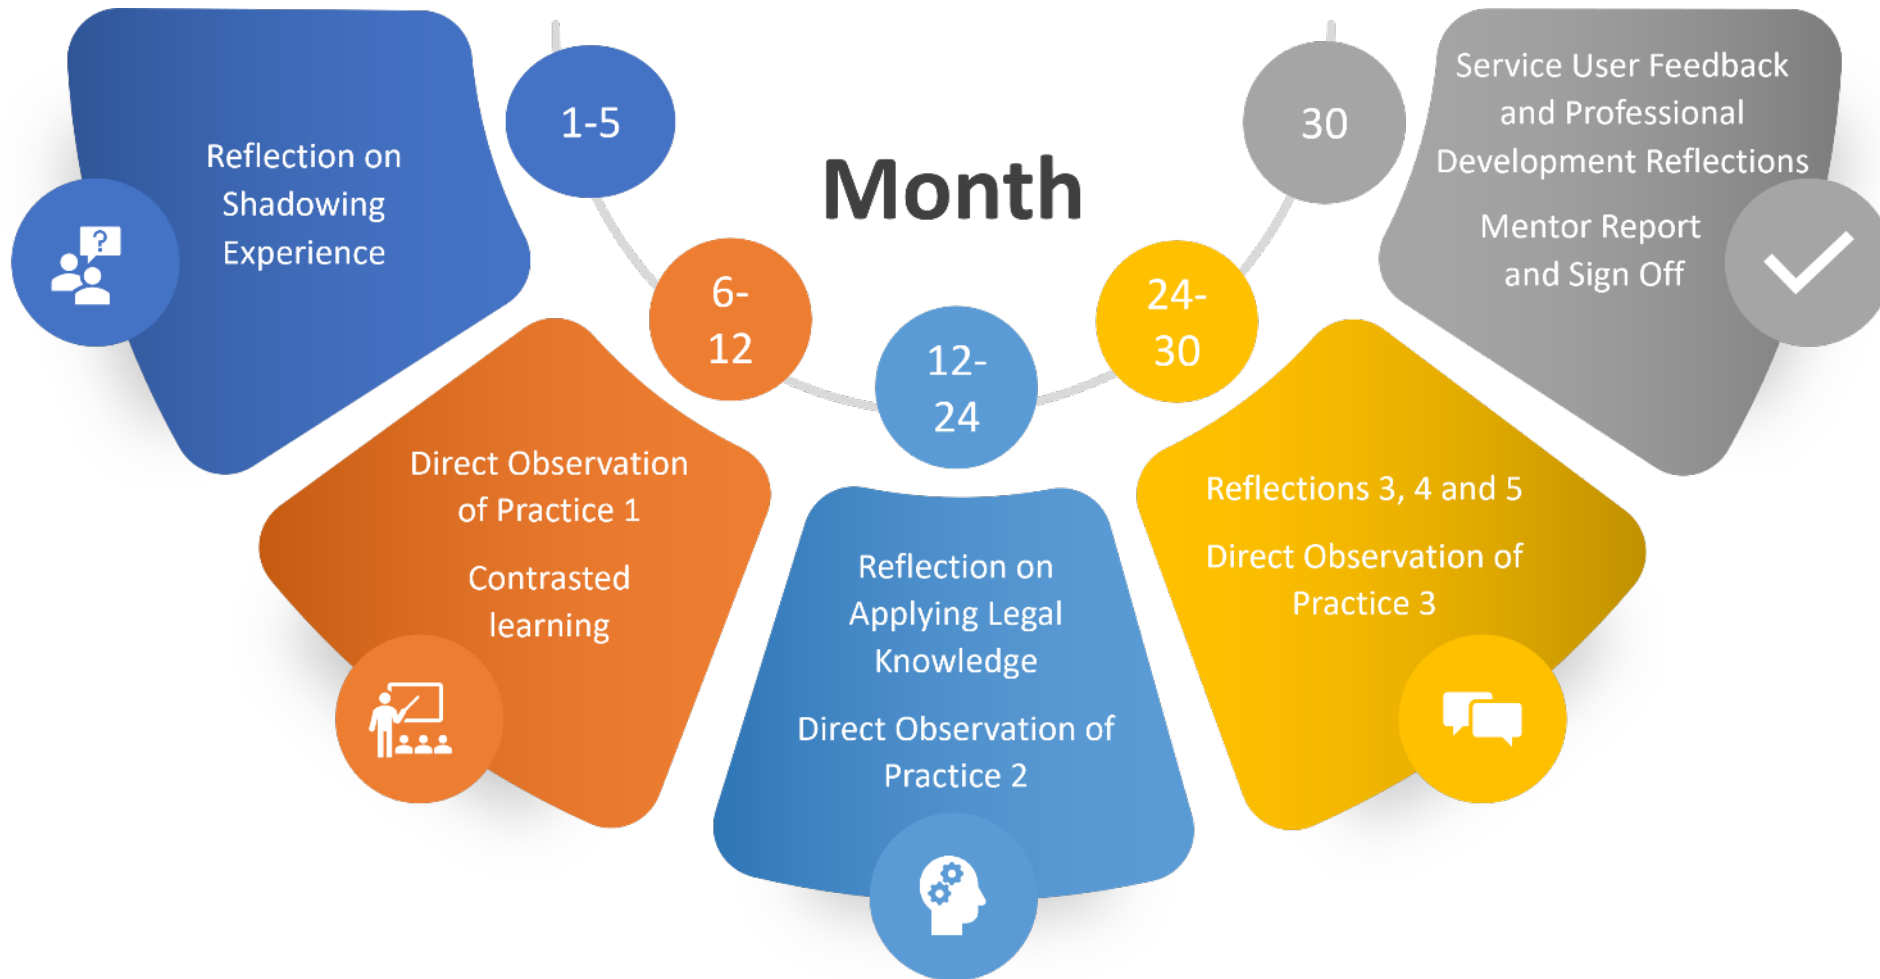 Month
1-5
Reflection on
Shadowing
Experience
6-
12
Direct Observation
of Practice 1
Contrasted
learning
12-
24
Reflection on
Applying Legal
Knowledge
Direct Observation of
Practice 2
24-
30
Reflections 3, 4 and 5
Direct Observation of
Practice 3
30
Service User Feedback
and Professional
Development Reflections
Mentor Report
and Sign Off
?